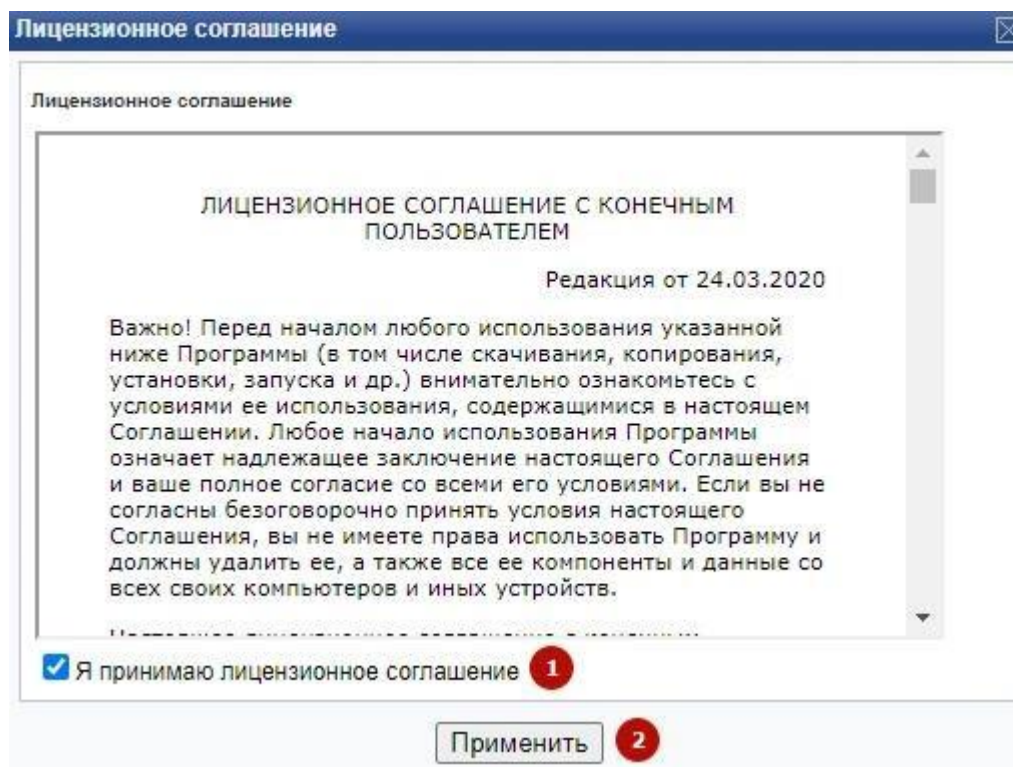 Лицензионное соглашение
Лицензионное соглашение
ЛИЦЕНЗИОННОЕ СОГЛАШЕНИЕ С КОНЕЧНЫМ
ПОЛЬЗОВАТЕЛЕМ
Редакция от 24.03.2020
Важно! Перед началом любого использования указанной
ниже Программы (в том числе скачивания, копирования,
установки, запуска и др.) внимательно ознакомьтесь с
условиями ее использования, содержащимися в настоящем
Соглашении. Любое начало использования Программы
означает надлежащее заключение настоящего Соглашения
и ваше полное согласие со всеми его условиями. Если вы не
согласны безоговорочно принять условия настоящего
Соглашения, вы не имеете права использовать Программу и
должны удалить ее, а также все ее компоненты и данные со
всех своих компьютеров и иных устройств.
Я принимаю лицензионное соглашение 1
Применить 2